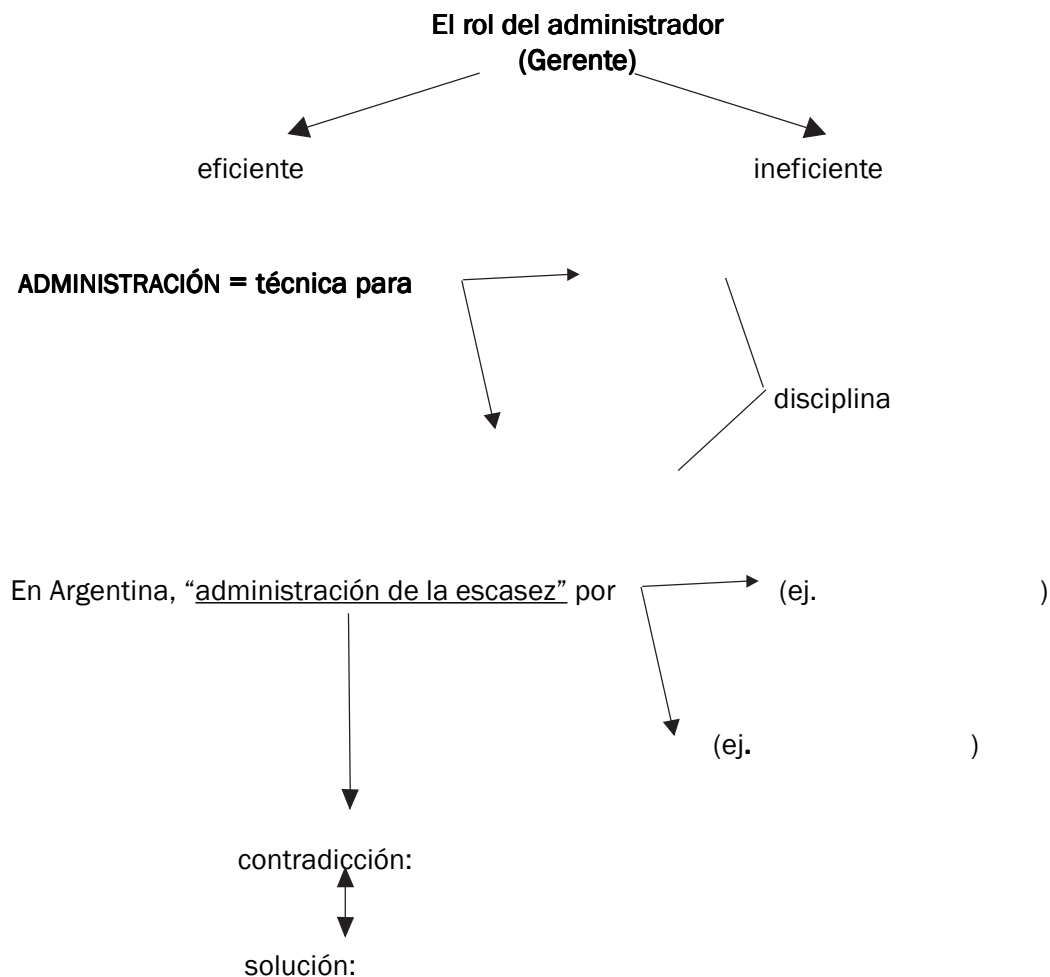 El rol del administrador
(Gerente)
eficiente ineficiente
ADMINISTRACIÓN = técnica para
disciplina
En Argentina, “administración de la escasez” por (ej. )
(ej. )
contradicción:
solución: